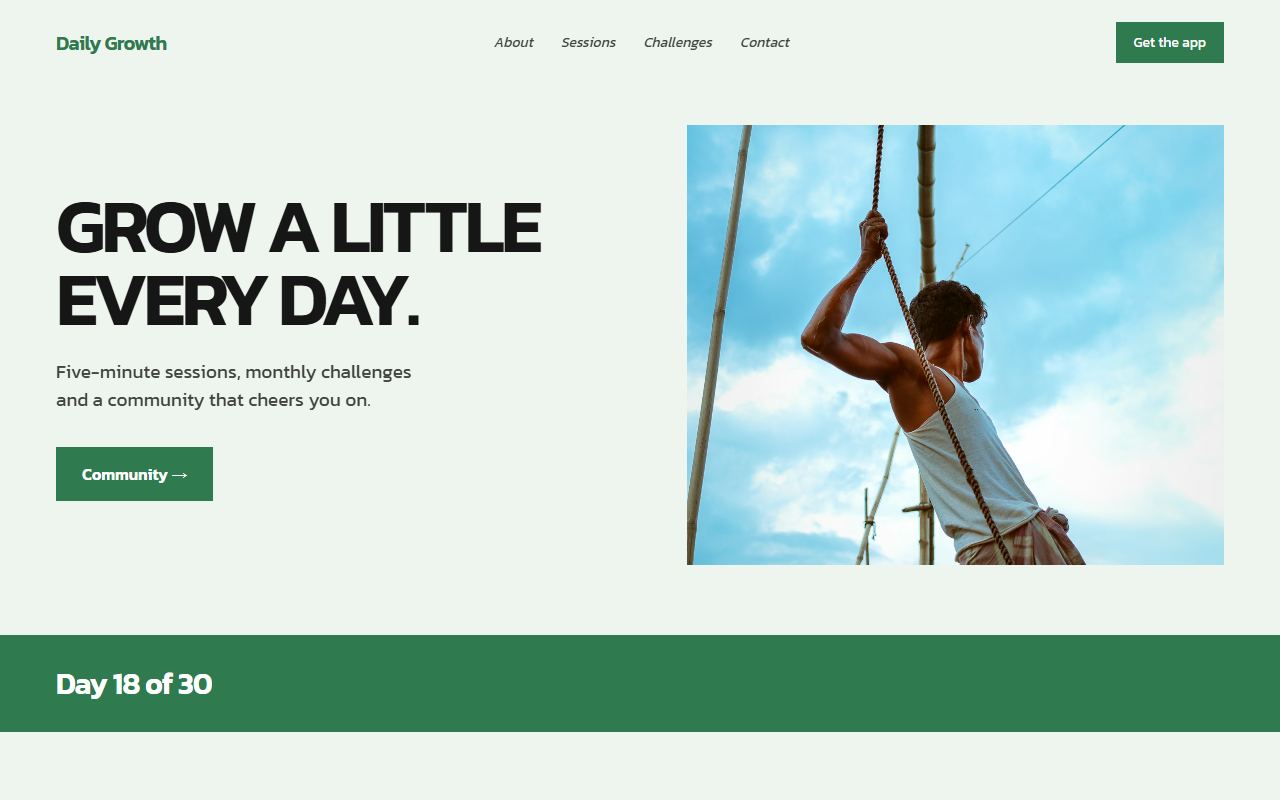 Daily Growth
About
Sessions
Challenges
Contact
Get the app
GROW A LITTLE
EVERY DAY.
Five-minute sessions, monthly challenges
and a community that cheers you on.
Community →
Day 18 of 30